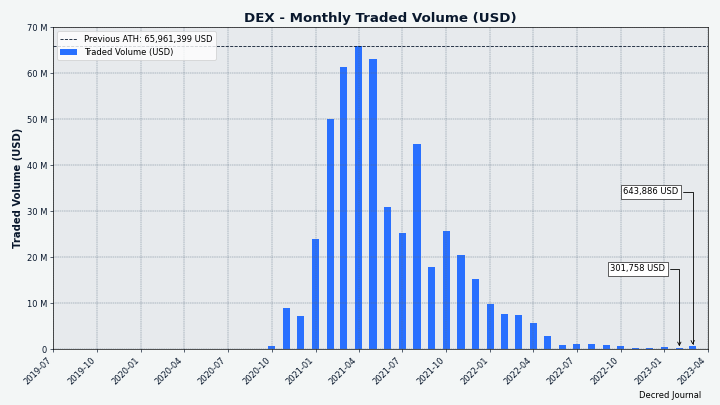 DEX - Monthly Traded Volume (USD)
Previous ATH: 65,961,399 USD
Traded Volume (USD)
Traded Volume (USD)
70 M
60 M
50 M
40 M
30 M
20 M
10 M
0
643,886 USD
301,758 USD
2019-07
2019-10
2020-01
2020-04
2020-07
2020-10
2021-01
2021-04
2021-07
2021-10
2022-01
2022-04
2022-07
2022-10
2023-01
2023-04
Decred Journal